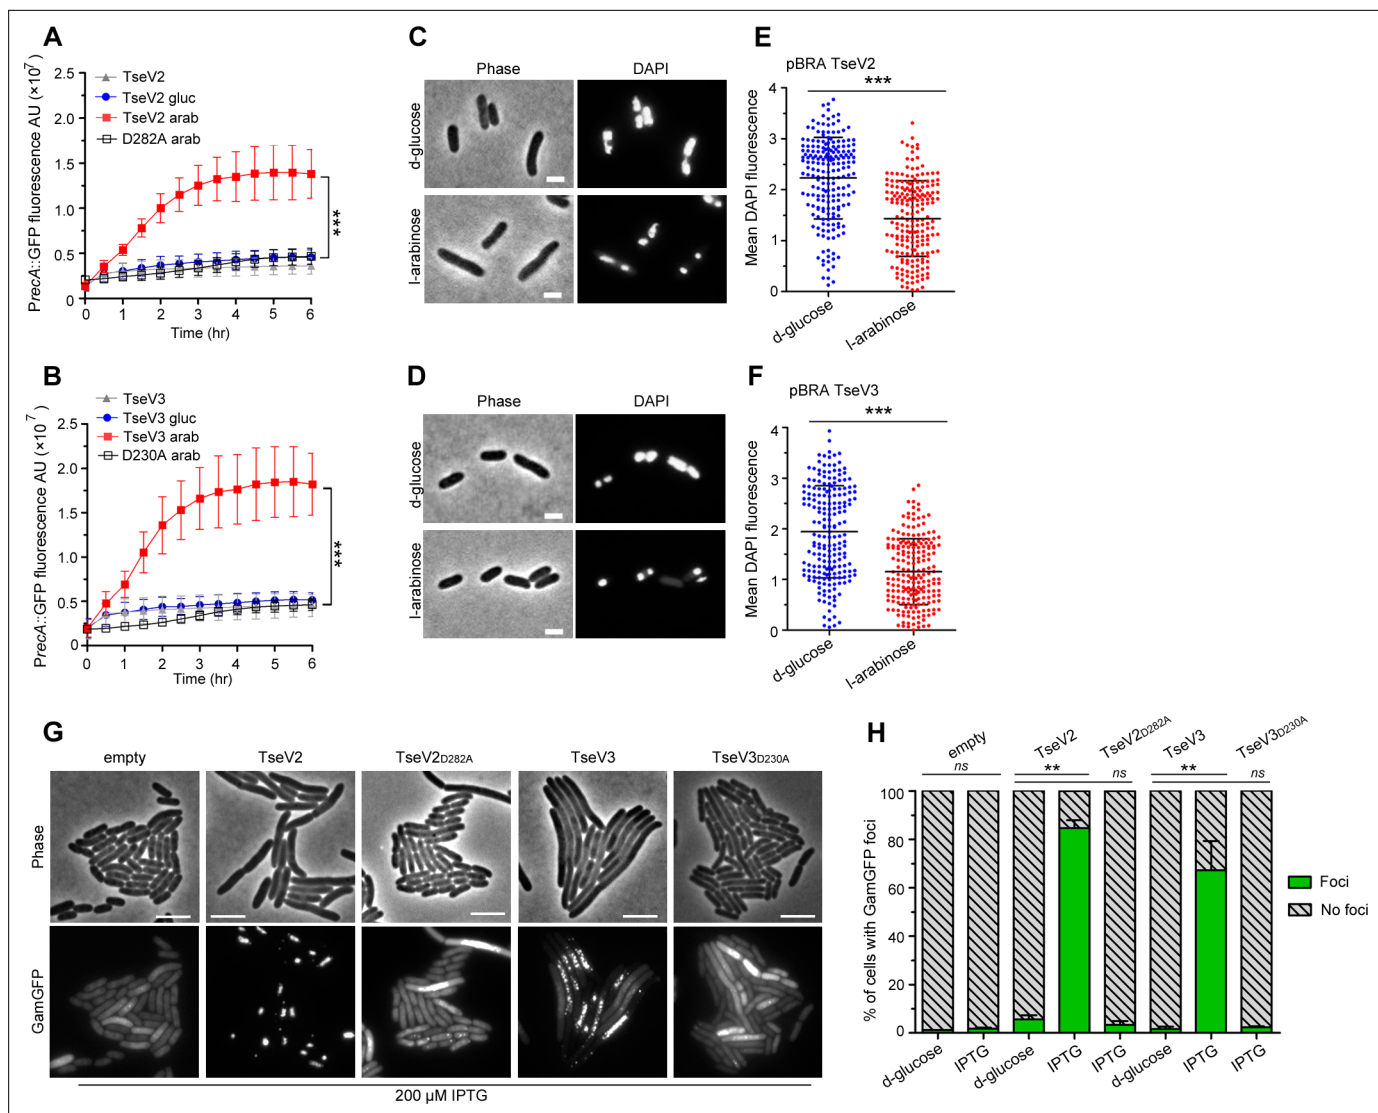 A
PrecA::GFP fluorescence AU (×10⁷)
2.5
2.0
1.5
1.0
0.5
0
TseV2
TseV2 gluc
TseV2 arab
D282A arab
***
0 1 2 3 4 5 6
Time (hr)
C
Phase DAPI
d-glucose
l-arabinose
E
pBRA TseV2
***
Mean DAPI fluorescence
4
3
2
1
0
d-glucose
l-arabinose
B
PrecA::GFP fluorescence AU (×10⁷)
2.5
2.0
1.5
1.0
0.5
0
TseV3
TseV3 gluc
TseV3 arab
D230A arab
***
0 1 2 3 4 5 6
Time (hr)
D
Phase DAPI
d-glucose
l-arabinose
F
pBRA TseV3
***
Mean DAPI fluorescence
4
3
2
1
0
d-glucose
l-arabinose
G
empty TseV2 TseV2D282A TseV3 TseV3D230A
Phase
GamGFP
200 µM IPTG
H
empty TseV2 TseV2D282A TseV3 TseV3D230A
ns ** ns ** ns
% of cells with GamGFP foci
100
80
60
40
20
0
d-glucose IPTG d-glucose IPTG IPTG d-glucose IPTG IPTG
Foci
No foci